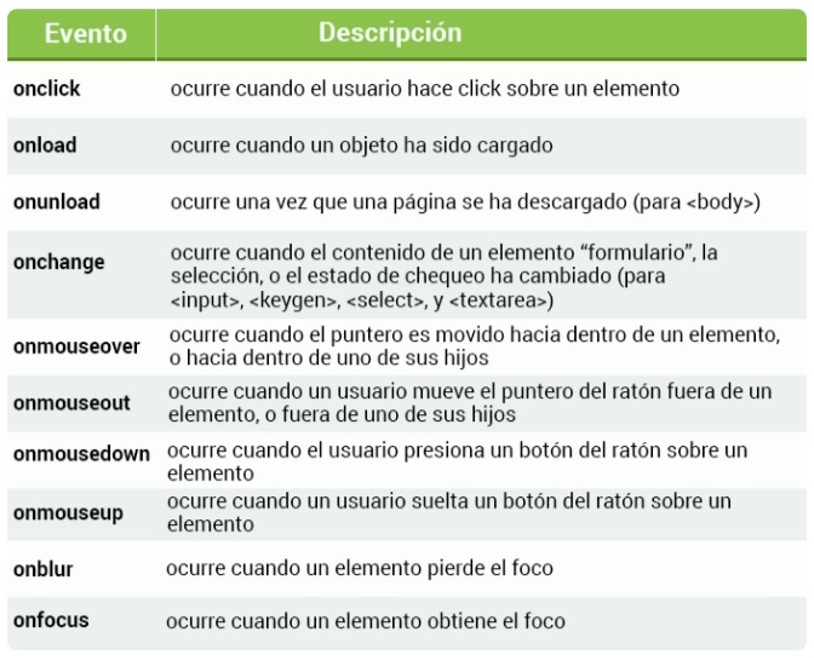 Evento Descripción
onclick ocurre cuando el usuario hace click sobre un elemento
onload ocurre cuando un objeto ha sido cargado
onunload ocurre una vez que una página se ha descargado (para <body>)
onchange ocurre cuando el contenido de un elemento “formulario”, la
selección, o el estado de chequeo ha cambiado (para
<input>, <keygen>, <select>, y <textarea>)
onmouseover ocurre cuando el puntero es movido hacia dentro de un elemento,
o hacia dentro de uno de sus hijos
onmouseout ocurre cuando un usuario mueve el puntero del ratón fuera de un
elemento, o fuera de uno de sus hijos
onmousedown ocurre cuando el usuario presiona un botón del ratón sobre un
elemento
onmouseup ocurre cuando un usuario suelta un botón del ratón sobre un
elemento
onblur ocurre cuando un elemento pierde el foco
onfocus ocurre cuando un elemento obtiene el foco